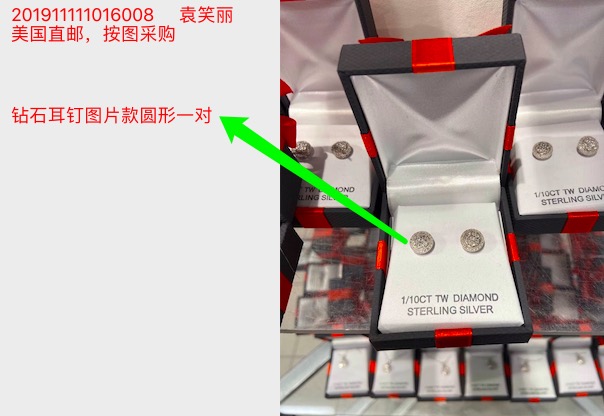 201911111016008 袁笑丽
美国直邮，按图采购
钻石耳钉图片款圆形一对
1/10CT TW DIAMOND
STERLING SILVER
TW DIAMOND
STERLING SILVER
1/10CT TW DIAMOND
STERLING SILVER